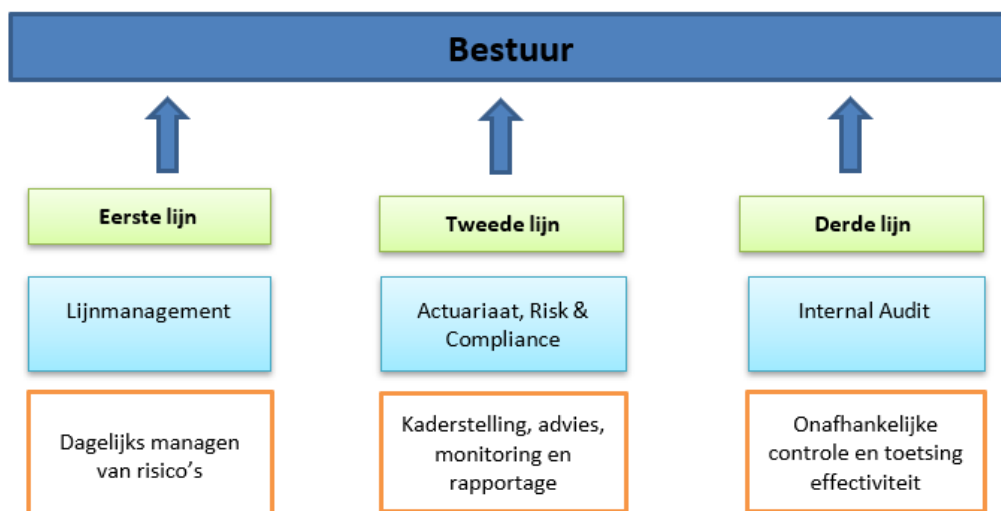 Bestuur
Eerste lijn
Tweede lijn
Derde lijn
Lijnmanagement
Actuariaat, Risk &
Compliance
Internal Audit
Dagelijks managen
van risico’s
Kaderstelling, advies,
monitoring en
rapportage
Onafhankelijke
controle en toetsing
effectiviteit